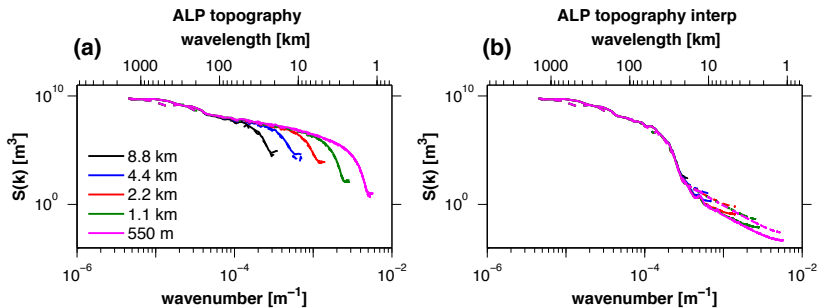 ALP topography
wavelength [km]
(a)
1000 100 10 1
10^10
10^0
S(k) [m^3]
8.8 km
4.4 km
2.2 km
1.1 km
550 m
10^−6 10^−4 10^−2
wavenumber [m^−1]
ALP topography interp
wavelength [km]
(b)
1000 100 10 1
10^10
10^0
S(k) [m^3]
10^−6 10^−4 10^−2
wavenumber [m^−1]